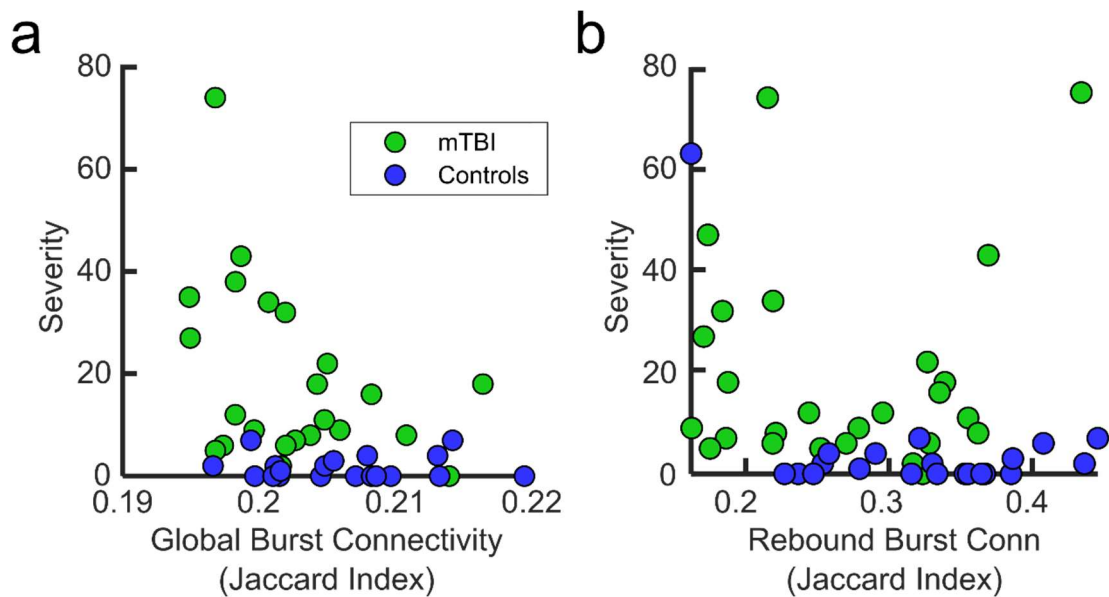 a
80
60
40
20
0
Severity
mTBI
Controls
0.19
0.2
0.21
0.22
Global Burst Connectivity
(Jaccard Index)
b
80
60
40
20
0
Severity
0.2
0.3
0.4
Rebound Burst Conn
(Jaccard Index)